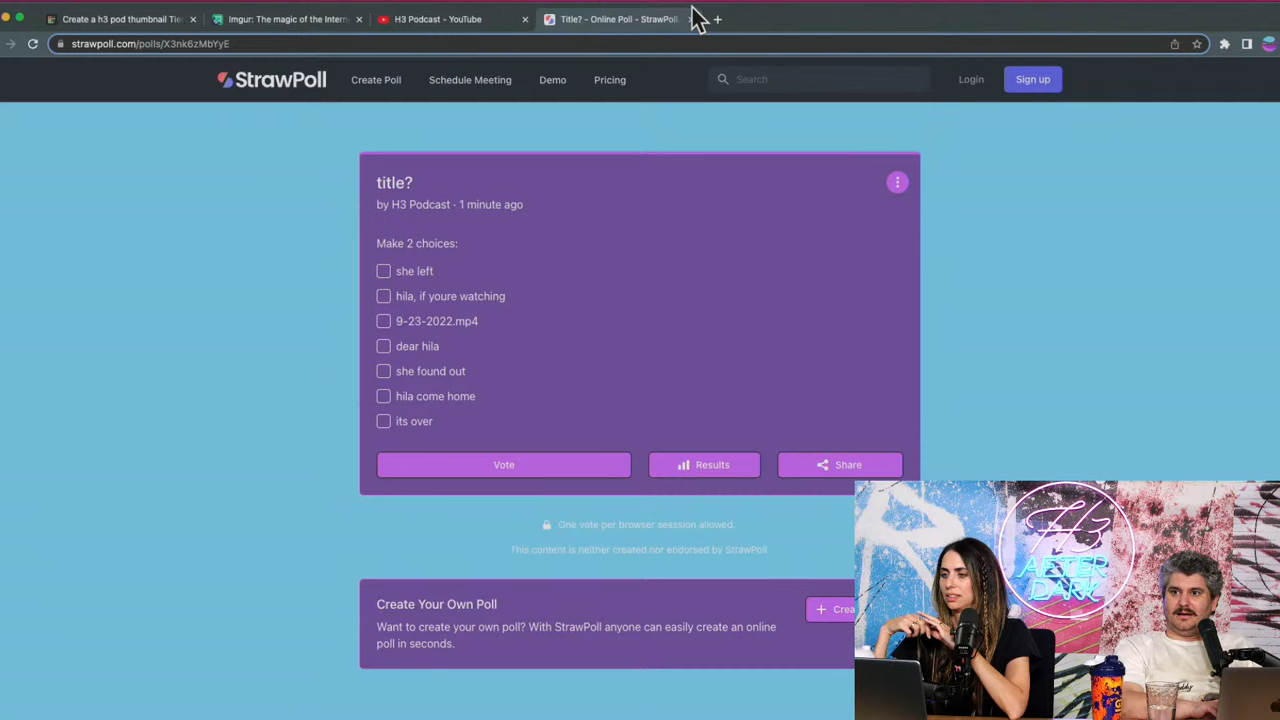 Create a h3 pod thumbnail Tie
Imgur: The magic of the Intern
H3 Podcast - YouTube
Title? - Online Poll - StrawPoll.
strawpoll.com/polls/X3nk6zMbYyE
StrawPoll
Create Poll
Schedule Meeting
Demo
Pricing
Search
Login
Sign up
title?
by H3 Podcast · 1 minute ago
Make 2 choices:
she left
hila, if youre watching
9-23-2022.mp4
dear hila
she found out
hila come home
its over
Vote
Results
Share
One vote per browser sesssion allowed.
This content is neither created nor endorsed by StrawPoll
Create Your Own Poll
+ Crea
Want to create your own poll? With StrawPoll anyone can easily create an online
poll in seconds.
H3
AFTER
DARK